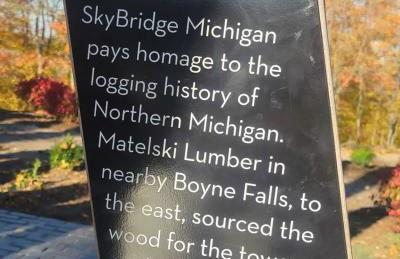 SkyBridge Michigan
pays homage to the
logging history of
Northern Michigan.
Matelski Lumber in
nearby Boyne Falls, to
the east, sourced the
wood for the